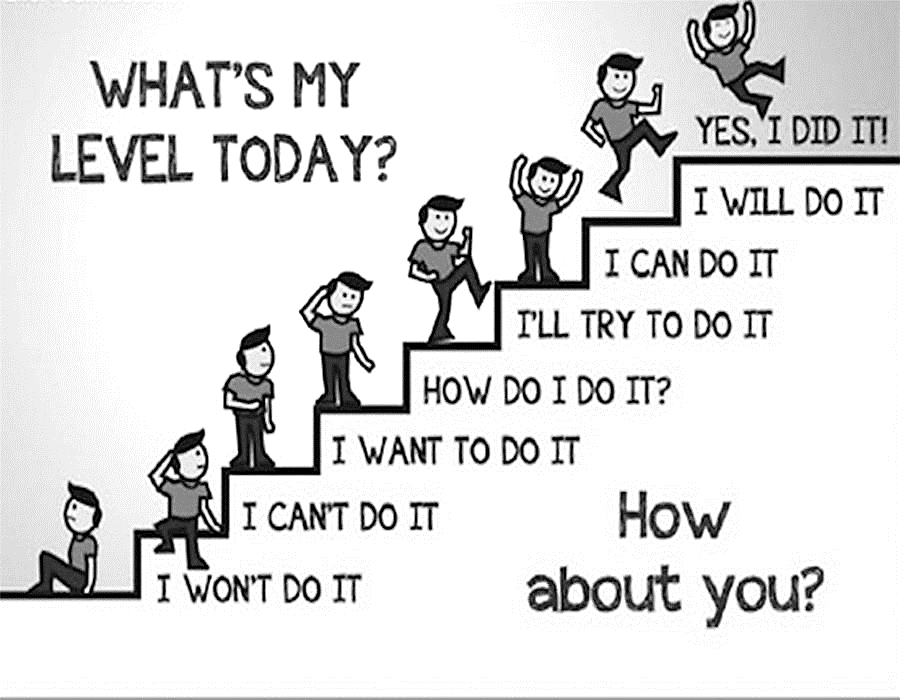 WHAT'S MY
LEVEL TODAY?
YES, I DID IT!
I WILL DO IT
I CAN DO IT
I'LL TRY TO DO IT
HOW DO I DO IT?
I WANT TO DO IT
I CAN'T DO IT
I WON'T DO IT
How
about you?